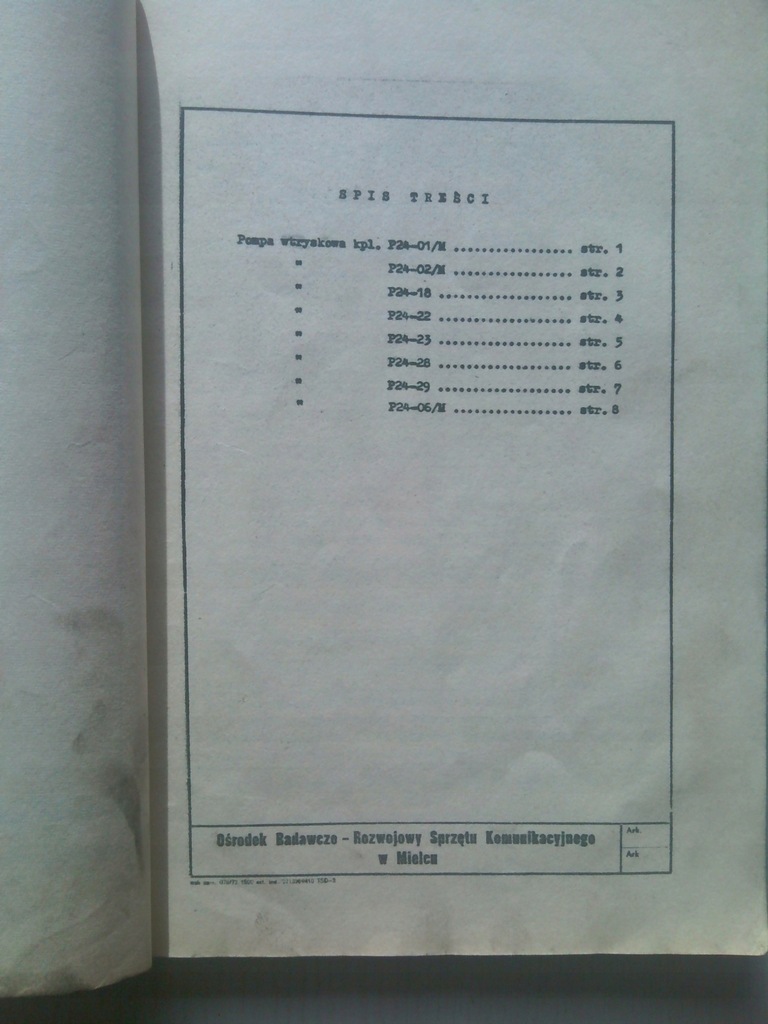 SPIS TREŚCI
Pompa wtryskowa kpl. P24-01/M .................. str. 1
" P24-02/M .................. str. 2
" P24-18 .................... str. 3
" P24-22 .................... str. 4
" P24-23 .................... str. 5
" P24-28 .................... str. 6
" P24-29 .................... str. 7
" P24-06/M .................. str. 8
Ośrodek Badawczo - Rozwojowy Sprzętu Komunikacyjnego
w Mielcu
Ark.
Ark